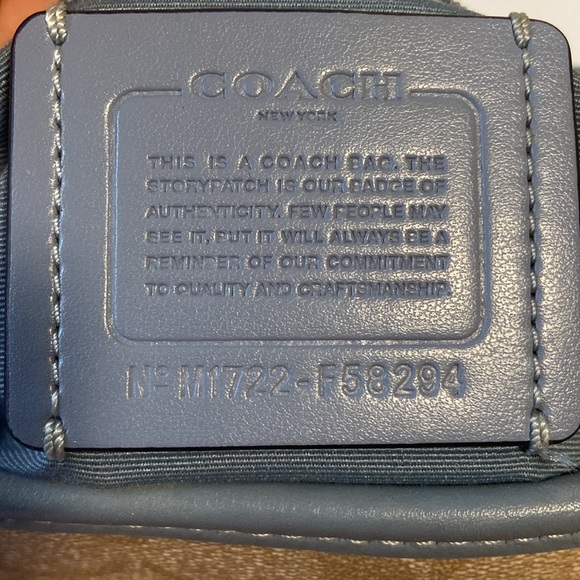 COACH
NEW YORK
THIS IS A COACH BAG. THE
STORYPATCH IS OUR BADGE OF
AUTHENTICITY. FEW PEOPLE MAY
SEE IT, BUT IT WILL ALWAYS BE A
REMINDER OF OUR COMMITMENT
TO QUALITY AND CRAFTSMANSHIP.
Nº M1722-F58294